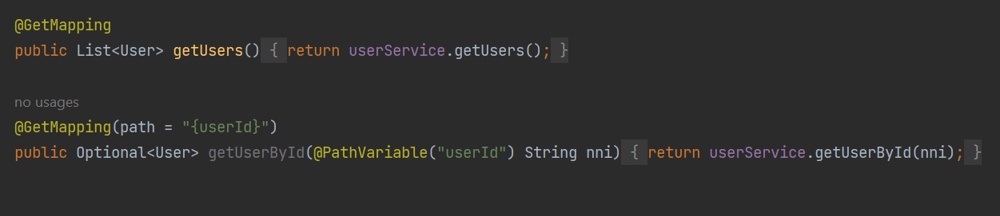 @GetMapping
public List<User> getUsers() { return userService.getUsers(); }
no usages
@GetMapping(path = "{userId}")
public Optional<User> getUserById(@PathVariable("userId") String nni) { return userService.getUserById(nni); }